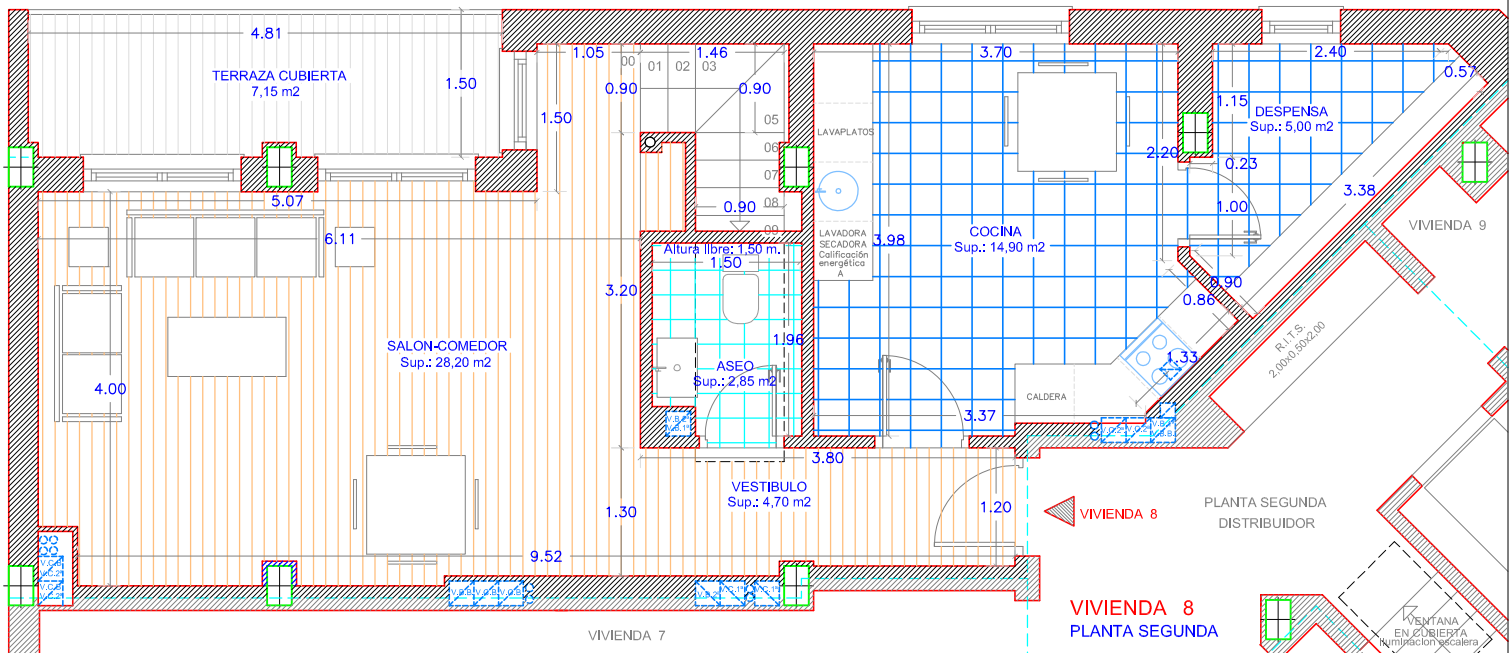 4.81
TERRAZA CUBIERTA
7,15 m2
1.50
1.05
1.46
00
01
02
03
0.90
0.90
05
06
07
08
09
1.50
0.90
5.07
6.11
3.20
4.00
SALON-COMEDOR
Sup.: 28,20 m2
Altura libre: 1,50 m.
1.50
1.96
ASEO
Sup.: 2,85 m2
V.B.2ª
V.B.1ª
3.70
LAVAPLATOS
LAVADORA
SECADORA
Calificación
energética
A
3.98
COCINA
Sup.: 14,90 m2
2.20
2.40
0.57
1.15
DESPENSA
Sup.: 5,00 m2
0.23
1.00
3.38
0.90
0.86
1.33
CALDERA
3.37
VIVIENDA 9
R.I.T.S.
2,00x0,50x2,00
3.80
VESTIBULO
Sup.: 4,70 m2
1.30
1.20
9.52
VIVIENDA 8
PLANTA SEGUNDA
DISTRIBUIDOR
VIVIENDA 8
PLANTA SEGUNDA
VIVIENDA 7
VENTANA
EN CUBIERTA
iluminacion escalera